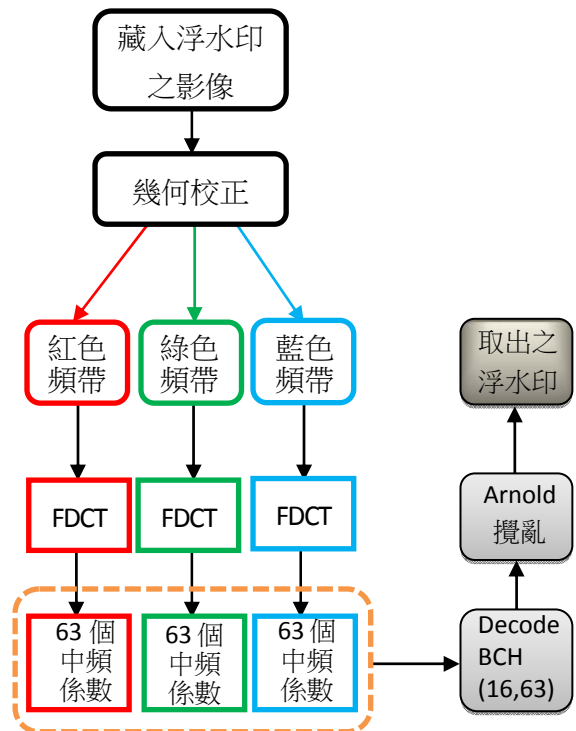 藏入浮水印
之影像
幾何校正
紅色
頻帶
綠色
頻帶
藍色
頻帶
取出之
浮水印
FDCT
FDCT
FDCT
Arnold
攪亂
63 個
中頻
係數
63 個
中頻
係數
63 個
中頻
係數
Decode
BCH
(16,63)